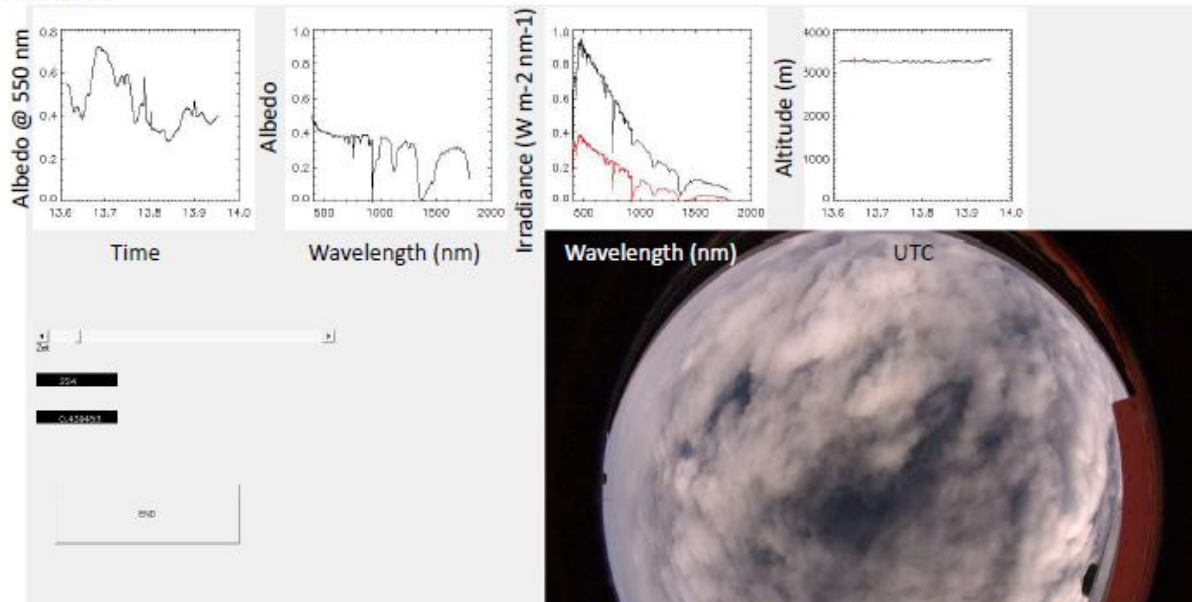 Albedo @ 550 nm
0.8
0.6
0.4
0.2
0.0
13.6 13.7 13.8 13.9 14.0
Time
Albedo
1.0
0.8
0.6
0.4
0.2
0.0
500 1000 1500 2000
Wavelength (nm)
Irradiance (W m-2 nm-1)
1.0
0.8
0.6
0.4
0.2
0.0
500 1000 1500 2000
Wavelength (nm)
Altitude (m)
4000
3000
2000
1000
0
13.6 13.7 13.8 13.9 14.0
UTC
END